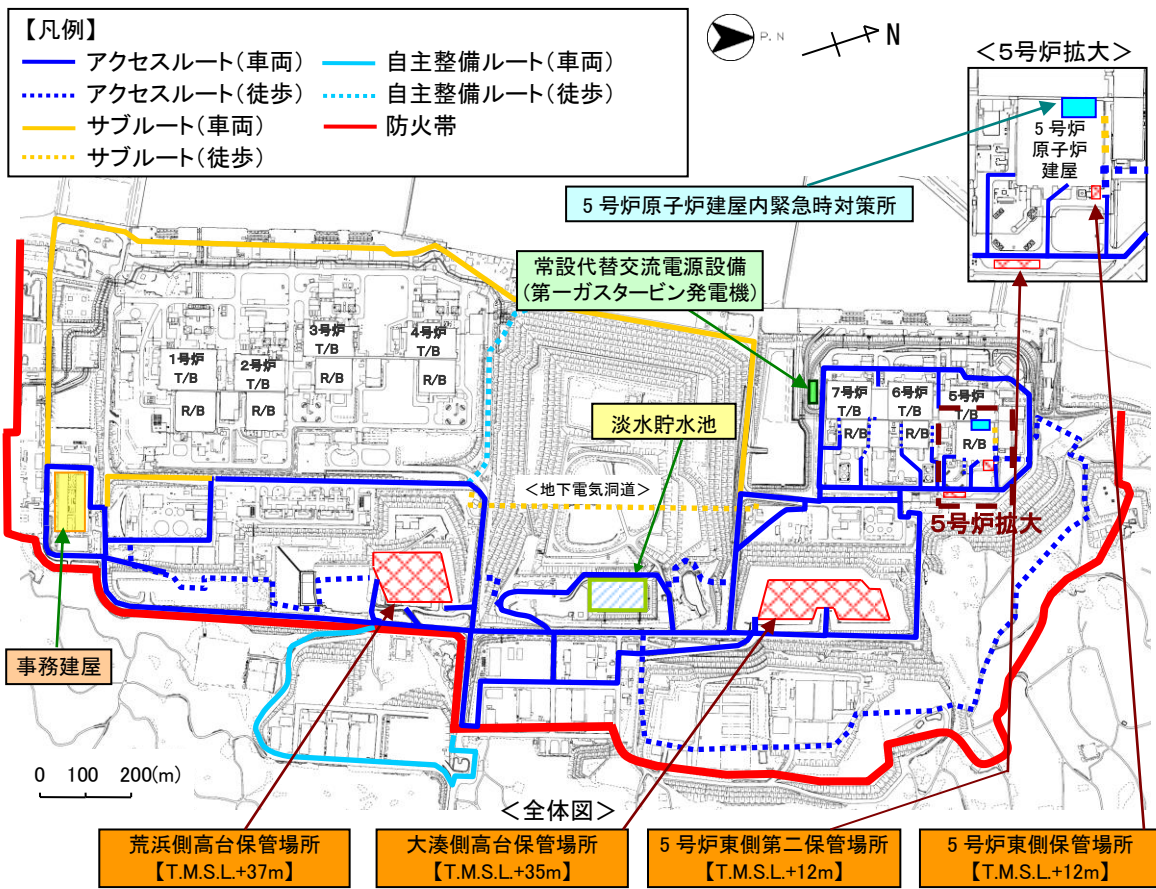 【凡例】
アクセスルート(車両)
自主整備ルート(車両)
アクセスルート(徒歩)
自主整備ルート(徒歩)
サブルート(車両)
防火帯
サブルート(徒歩)
P.N
N
＜5号炉拡大＞
5号炉
原子炉
建屋
5号炉原子炉建屋内緊急時対策所
常設代替交流電源設備
(第一ガスタービン発電機)
1号炉
T/B
R/B
2号炉
T/B
R/B
3号炉
T/B
R/B
4号炉
T/B
R/B
7号炉
T/B
R/B
6号炉
T/B
R/B
5号炉
T/B
R/B
淡水貯水池
＜地下電気洞道＞
5号炉拡大
事務建屋
0 100 200(m)
＜全体図＞
荒浜側高台保管場所
【T.M.S.L.+37m】
大湊側高台保管場所
【T.M.S.L.+35m】
5号炉東側第二保管場所
【T.M.S.L.+12m】
5号炉東側保管場所
【T.M.S.L.+12m】